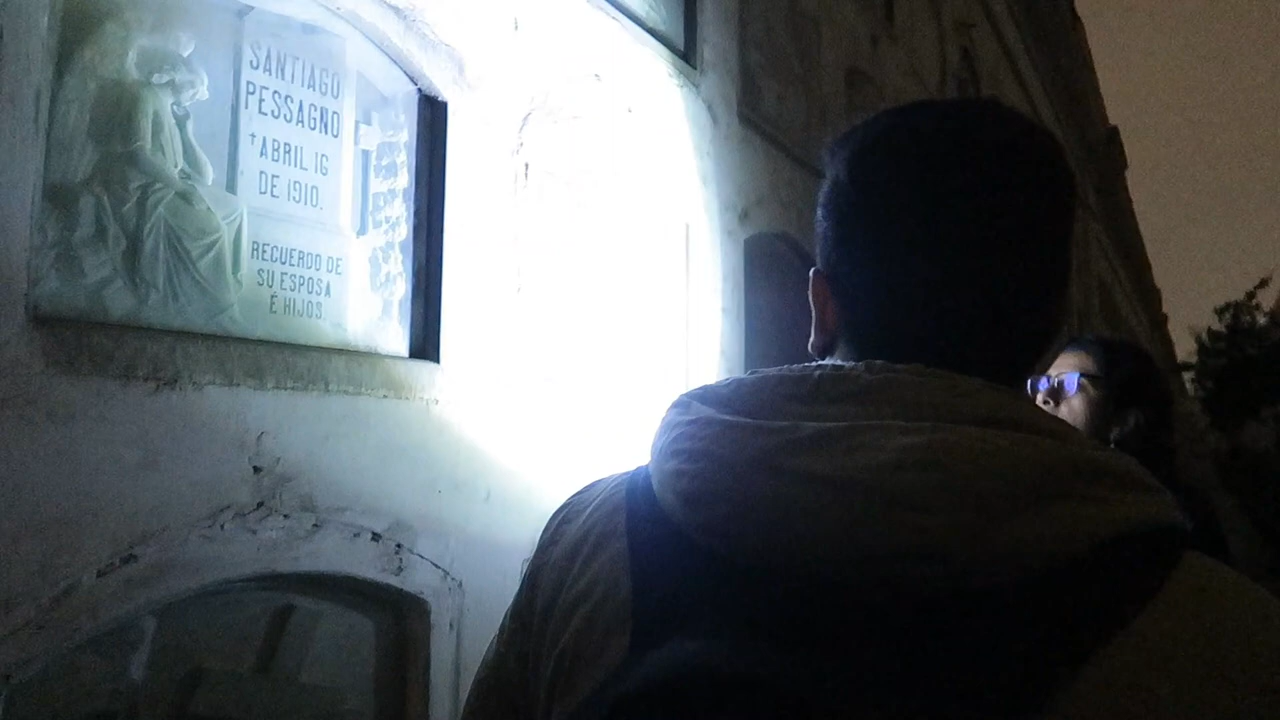 SANTIAGO
PESSAGNO
†ABRIL 16
DE 1910.
RECUERDO DE
SU ESPOSA
É HIJOS.